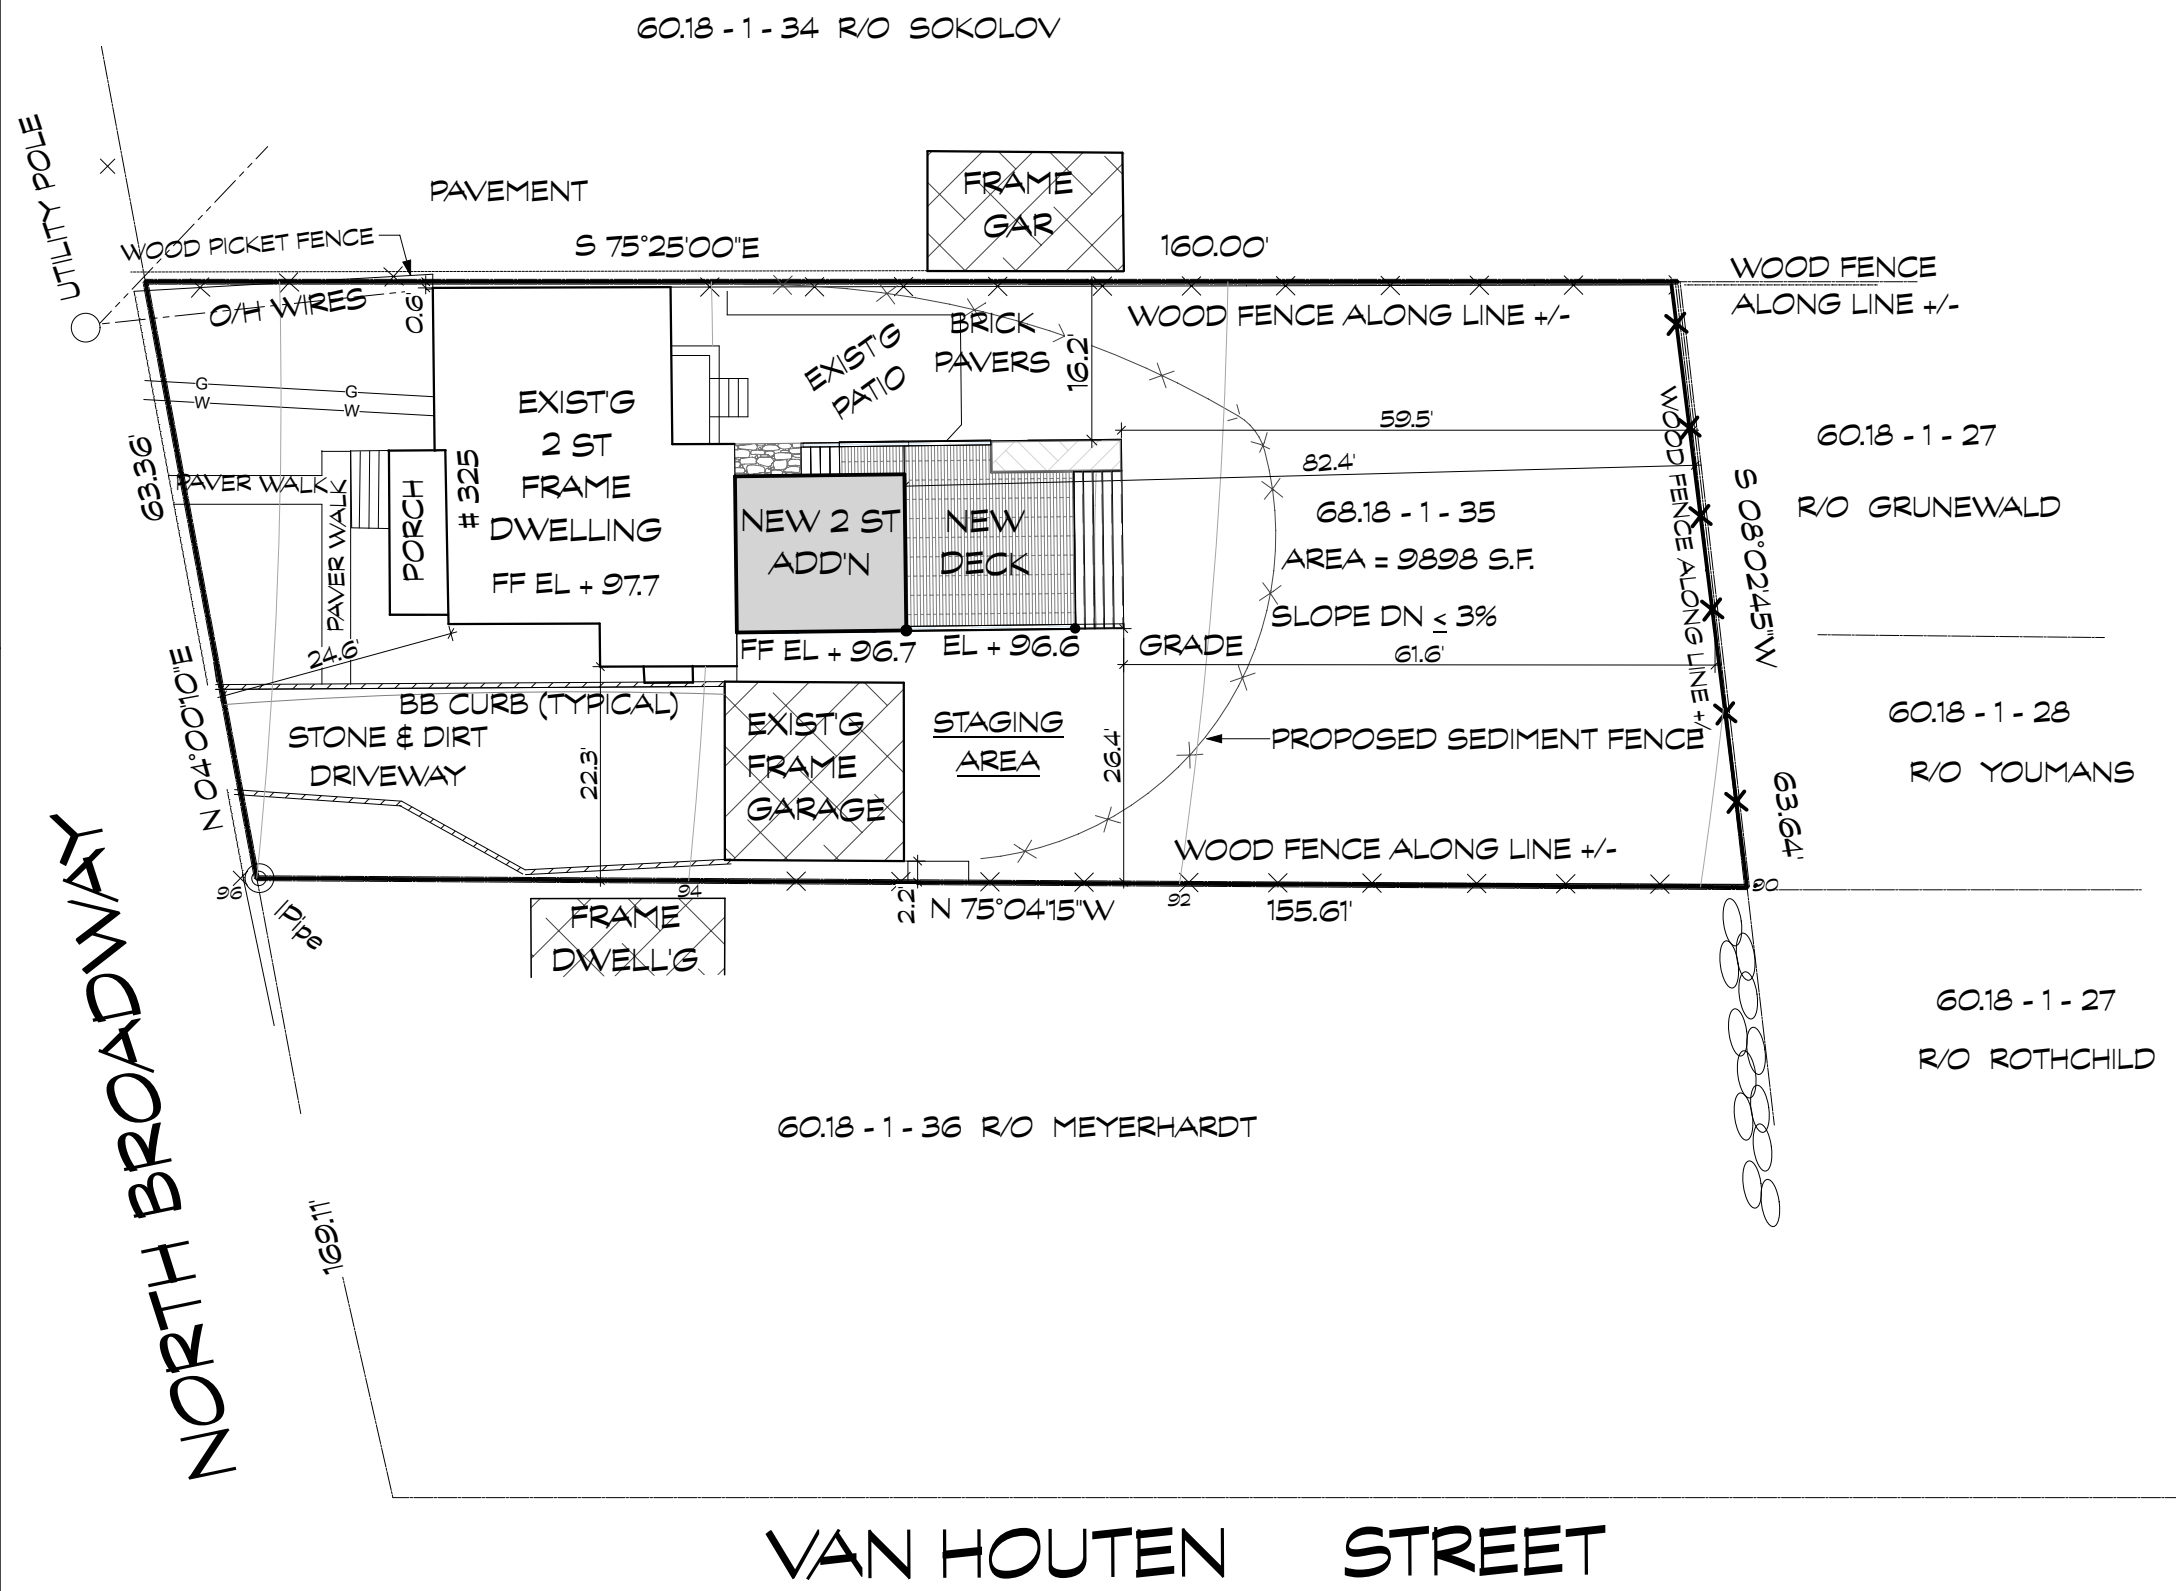 60.18 - 1 - 34 R/O SOKOLOV
UTILITY POLE
PAVEMENT
FRAME
GAR
WOOD PICKET FENCE
S 75°25'00"E
160.00'
WOOD FENCE
ALONG LINE +/-
O/H WIRES
0.6'
BRICK
PAVERS
WOOD FENCE ALONG LINE +/-
EXIST'G
PATIO
16.2'
G
G
W
W
EXIST'G
2 ST
FRAME
DWELLING
FF EL + 97.7
# 325
PORCH
59.5'
82.4'
60.18 - 1 - 27
R/O GRUNEWALD
63.36'
PAVER WALK
PAVER WALK
NEW 2 ST
ADD'N
NEW
DECK
68.18 - 1 - 35
AREA = 9898 S.F.
SLOPE DN ≤ 3%
WOOD FENCE ALONG LINE +/-
S 08°02'45"W
24.6'
FF EL + 96.7
EL + 96.6
GRADE
61.6'
N 04°00'10"E
BB CURB (TYPICAL)
STONE & DIRT
DRIVEWAY
22.3'
EXIST'G
FRAME
GARAGE
STAGING
AREA
26.4'
PROPOSED SEDIMENT FENCE
60.18 - 1 - 28
R/O YOUMANS
63.64'
WOOD FENCE ALONG LINE +/-
96
94
92
90
IPipe
FRAME
DWELL'G
2.2'
N 75°04'15"W
155.61'
60.18 - 1 - 27
R/O ROTHCHILD
60.18 - 1 - 36 R/O MEYERHARDT
NORTH BROADWAY
169.11'
VAN HOUTEN STREET